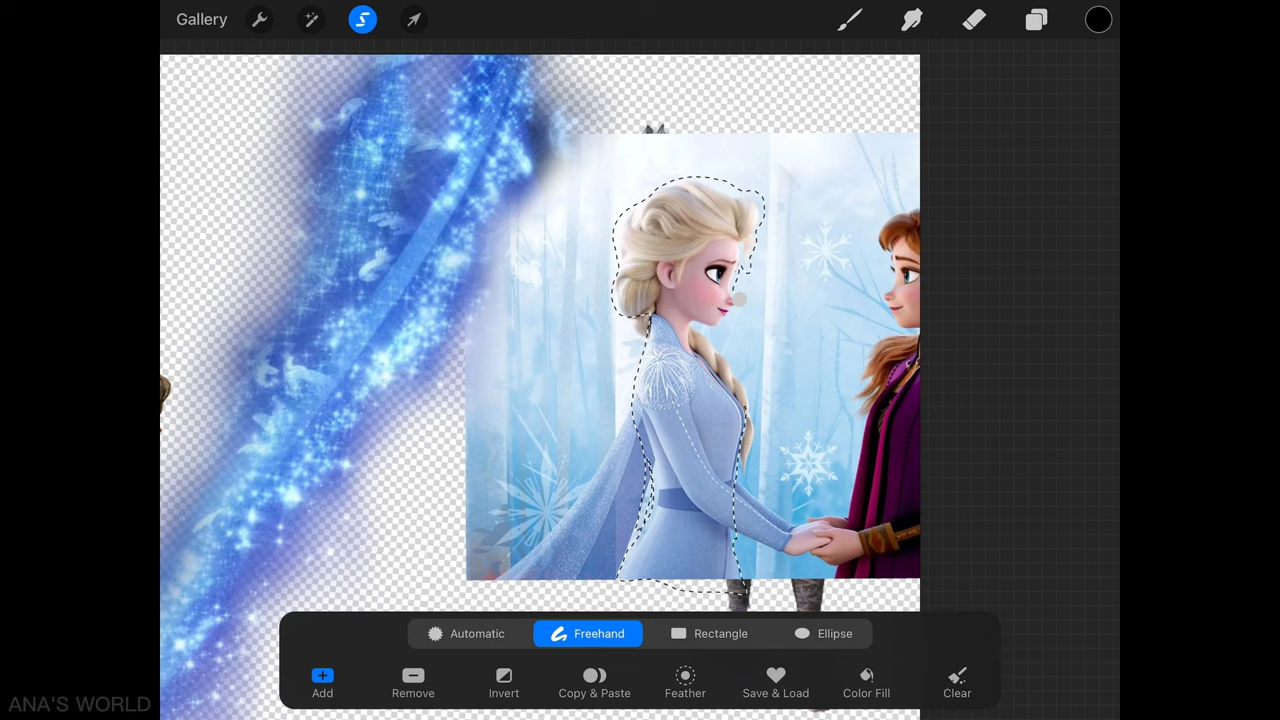 Gallery
Automatic
Freehand
Rectangle
Ellipse
Add
Remove
Invert
Copy & Paste
Feather
Save & Load
Color Fill
Clear
ANA'S WORLD